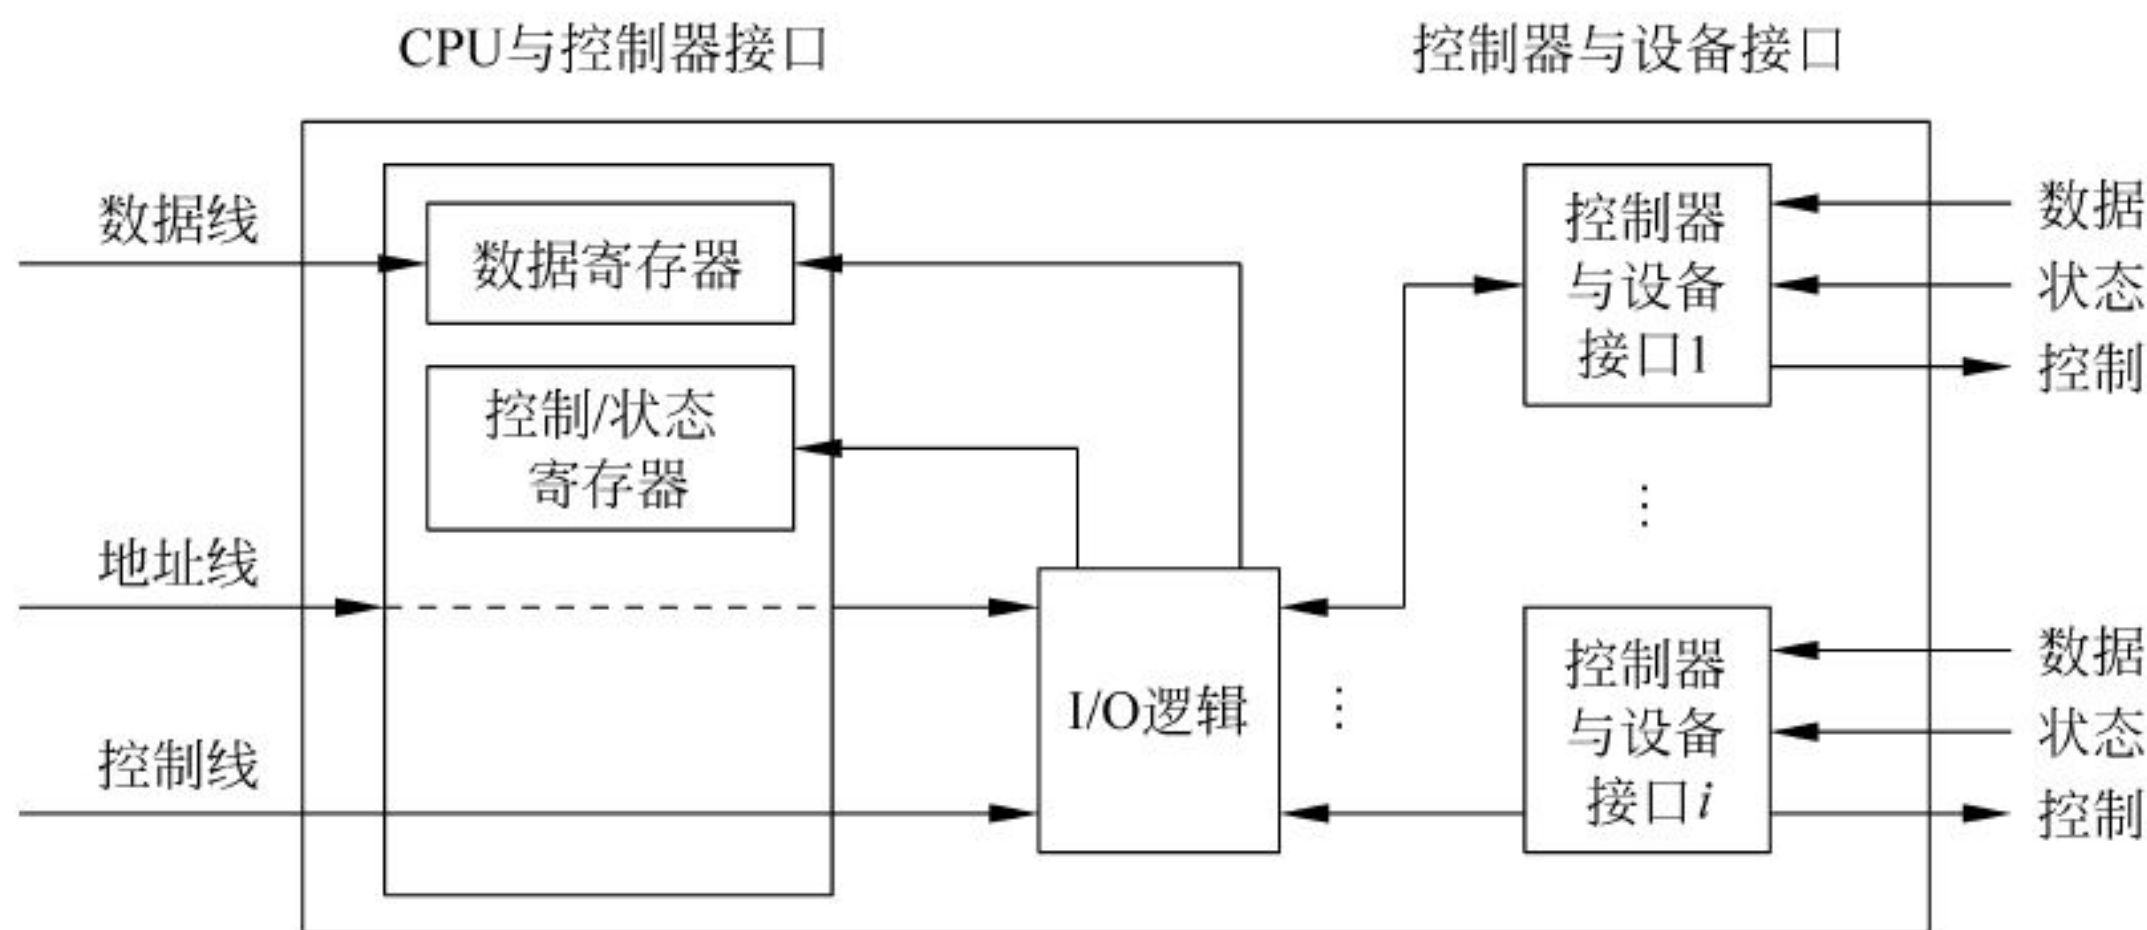 CPU与控制器接口
控制器与设备接口
数据线
数据寄存器
控制/状态
寄存器
地址线
控制线
I/O逻辑
控制器
与设备
接口1
数据
状态
控制
控制器
与设备
接口i
数据
状态
控制